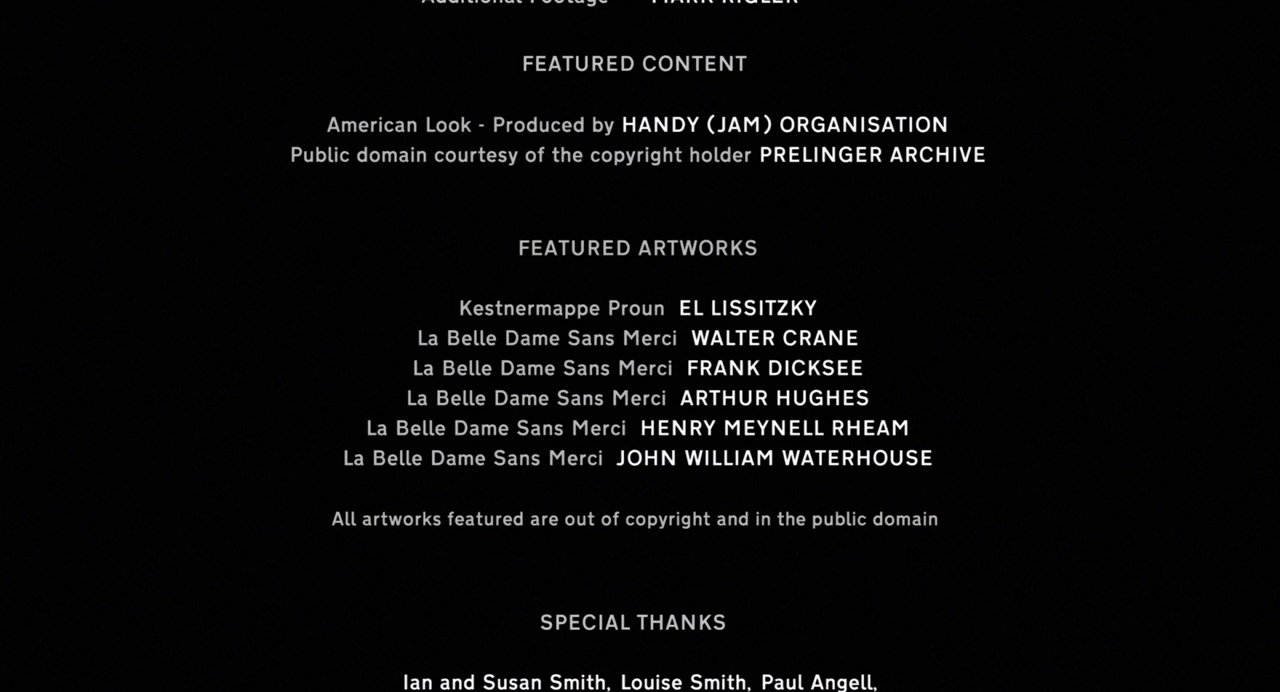 Additional Footage MARK RIGLER
FEATURED CONTENT
American Look - Produced by HANDY (JAM) ORGANISATION
Public domain courtesy of the copyright holder PRELINGER ARCHIVE
FEATURED ARTWORKS
Kestnermappe Proun EL LISSITZKY
La Belle Dame Sans Merci WALTER CRANE
La Belle Dame Sans Merci FRANK DICKSEE
La Belle Dame Sans Merci ARTHUR HUGHES
La Belle Dame Sans Merci HENRY MEYNELL RHEAM
La Belle Dame Sans Merci JOHN WILLIAM WATERHOUSE
All artworks featured are out of copyright and in the public domain
SPECIAL THANKS
Ian and Susan Smith, Louise Smith, Paul Angell,